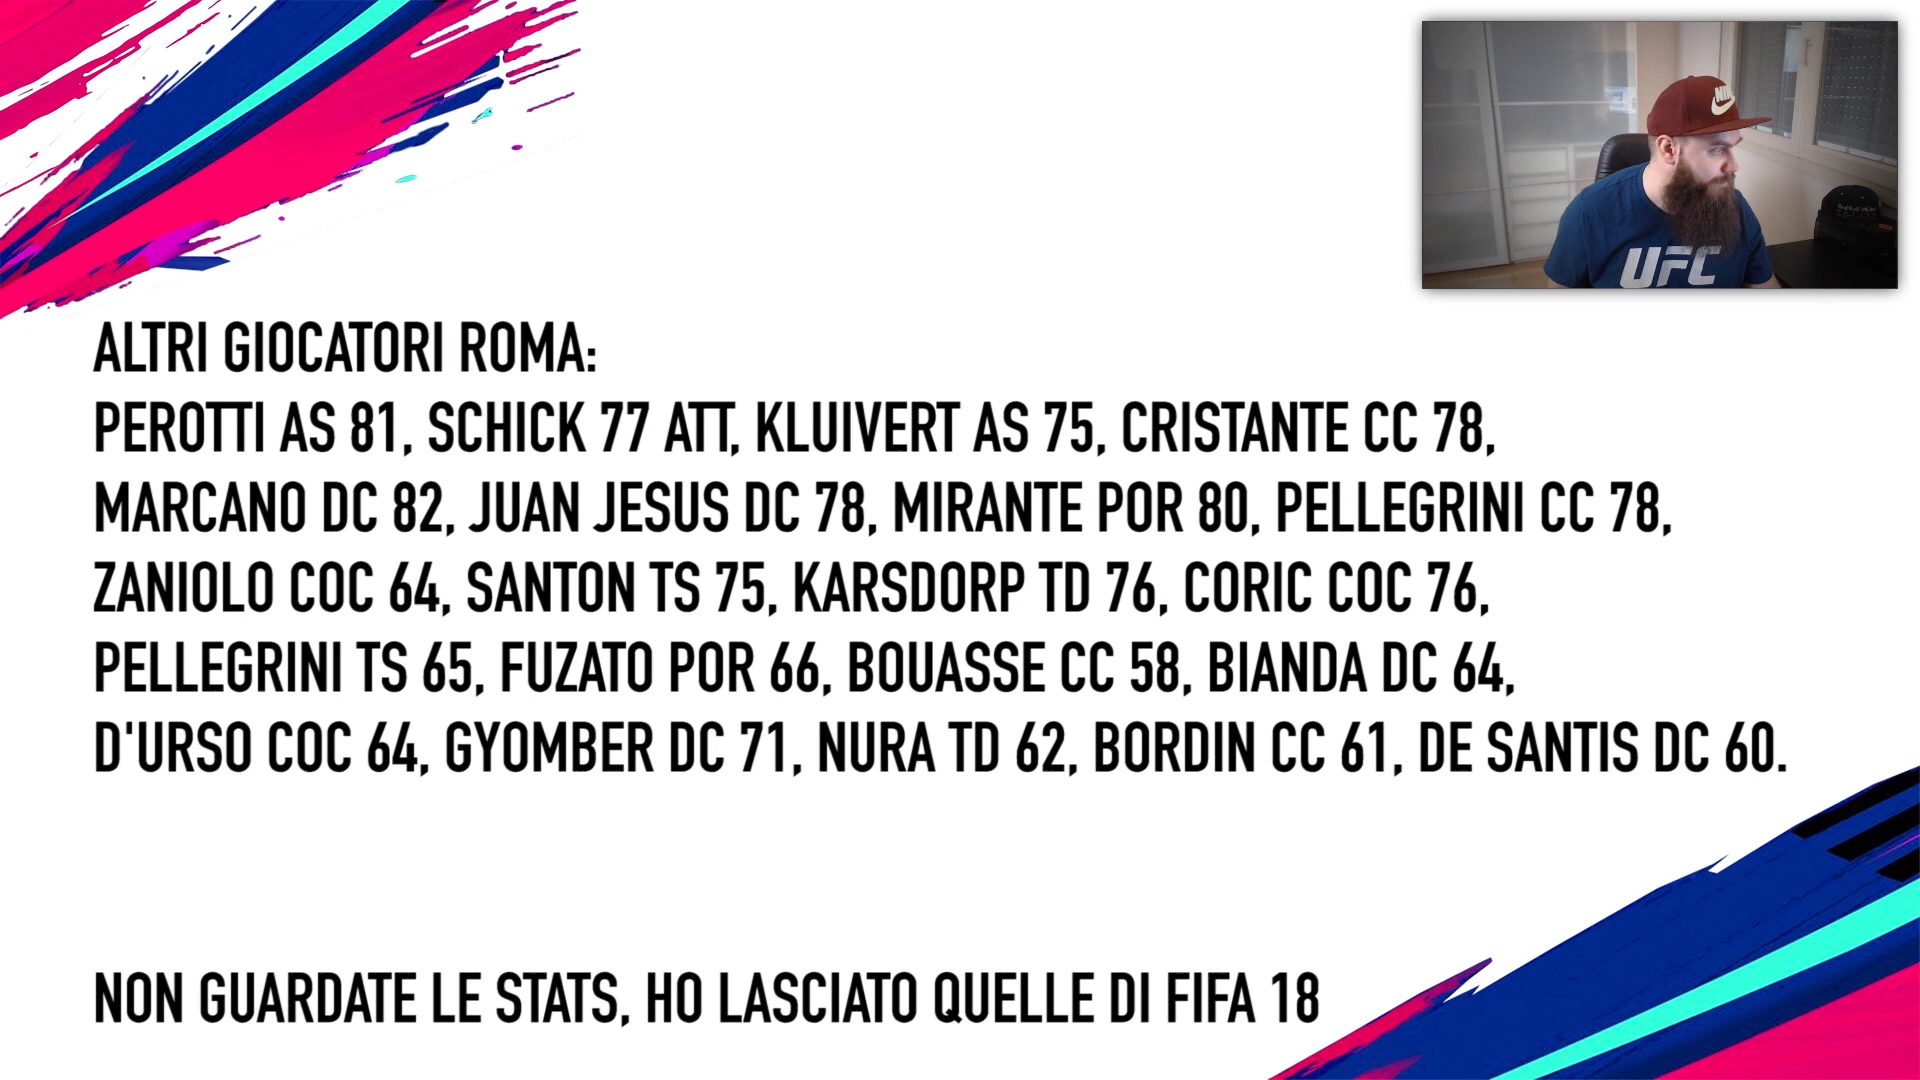 ALTRI GIOCATORI ROMA:
PEROTTI AS 81, SCHICK 77 ATT, KLUIVERT AS 75, CRISTANTE CC 78,
MARCANO DC 82, JUAN JESUS DC 78, MIRANTE POR 80, PELLEGRINI CC 78,
ZANIOLO COC 64, SANTON TS 75, KARSDORP TD 76, CORIC COC 76,
PELLEGRINI TS 65, FUZATO POR 66, BOUASSE CC 58, BIANDA DC 64,
D'URSO COC 64, GYOMBER DC 71, NURA TD 62, BORDIN CC 61, DE SANTIS DC 60.
NON GUARDATE LE STATS, HO LASCIATO QUELLE DI FIFA 18
UFC